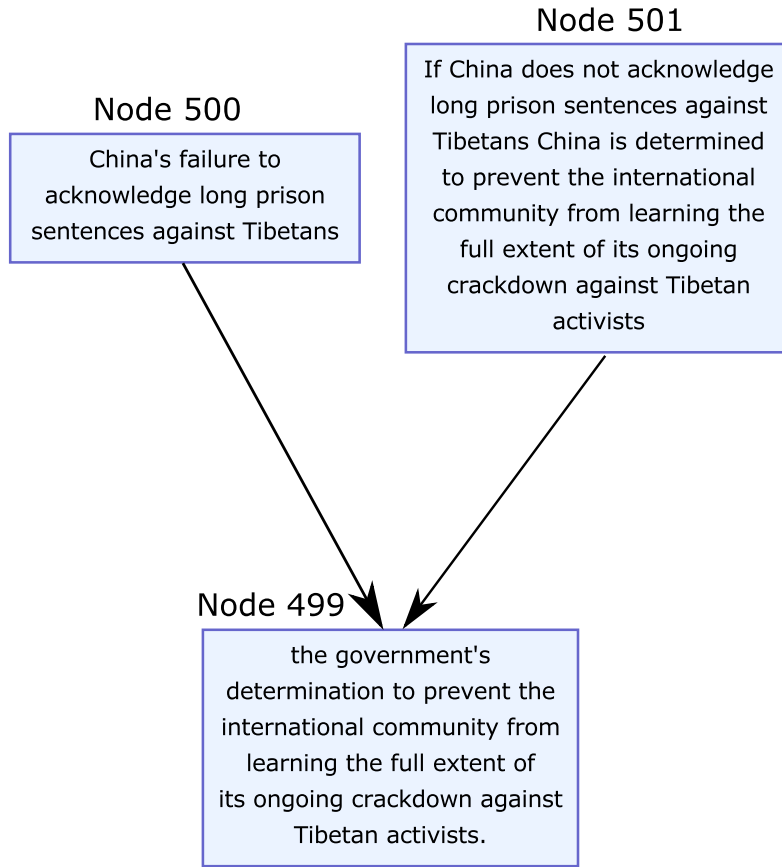 Node 501
If China does not acknowledge
long prison sentences against
Tibetans China is determined
to prevent the international
community from learning the
full extent of its ongoing
crackdown against Tibetan
activists
Node 500
China's failure to
acknowledge long prison
sentences against Tibetans
Node 499
the government's
determination to prevent the
international community from
learning the full extent of
its ongoing crackdown against
Tibetan activists.